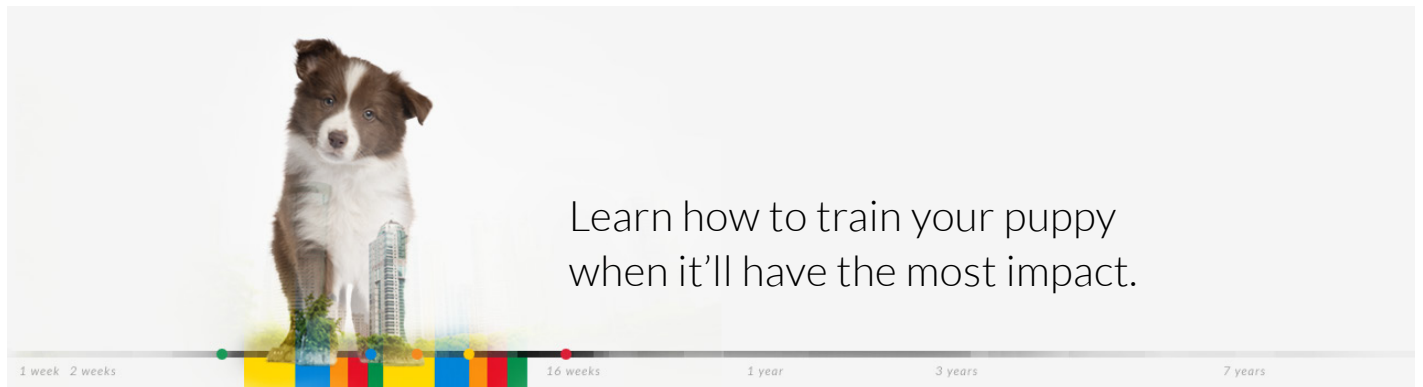 Learn how to train your puppy
when it’ll have the most impact.
1 week 2 weeks 16 weeks 1 year 3 years 7 years